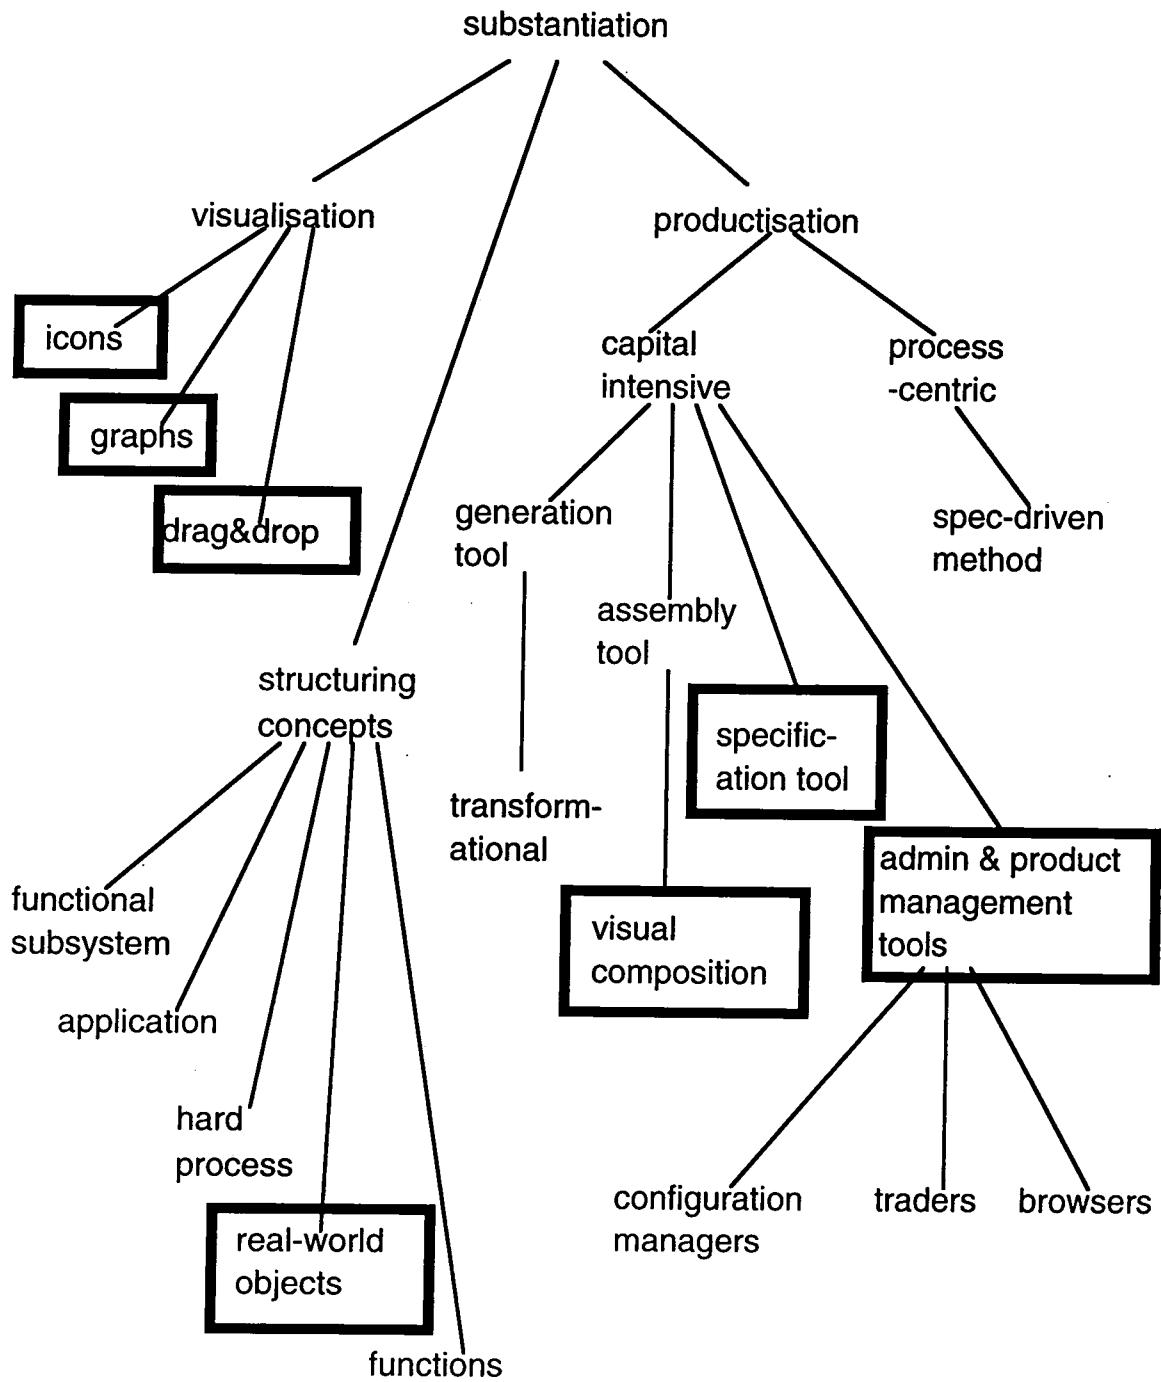 substantiation
visualisation
productisation
icons
capital
intensive
process
-centric
graphs
drag&drop
generation
tool
spec-driven
method
assembly
tool
structuring
concepts
specific-
ation tool
transform-
ational
admin & product
management
tools
functional
subsystem
visual
composition
application
hard
process
configuration
managers
traders
browsers
real-world
objects
functions